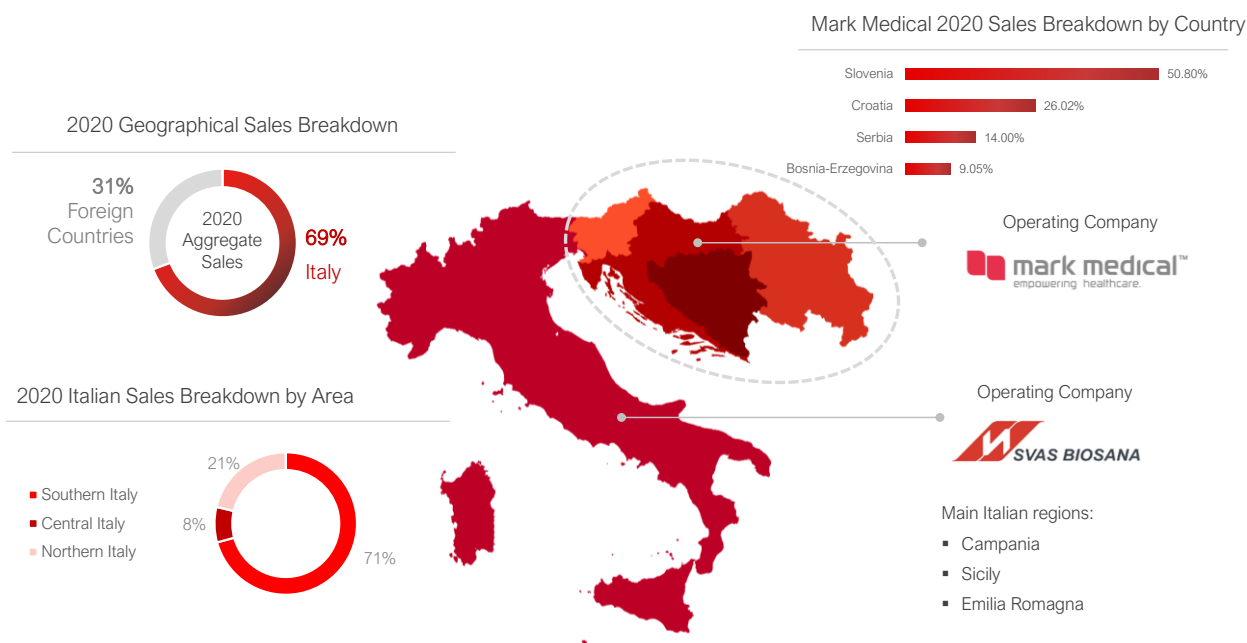 Mark Medical 2020 Sales Breakdown by Country
Slovenia
50.80%
Croatia
26.02%
Serbia
14.00%
Bosnia-Erzegovina
9.05%
2020 Geographical Sales Breakdown
31%
Foreign
Countries
2020
Aggregate
Sales
69%
Italy
Operating Company
mark medical™
empowering healthcare.
2020 Italian Sales Breakdown by Area
Southern Italy
Central Italy
Northern Italy
21%
8%
71%
Operating Company
SVAS BIOSANA
Main Italian regions:
▪ Campania
▪ Sicily
▪ Emilia Romagna